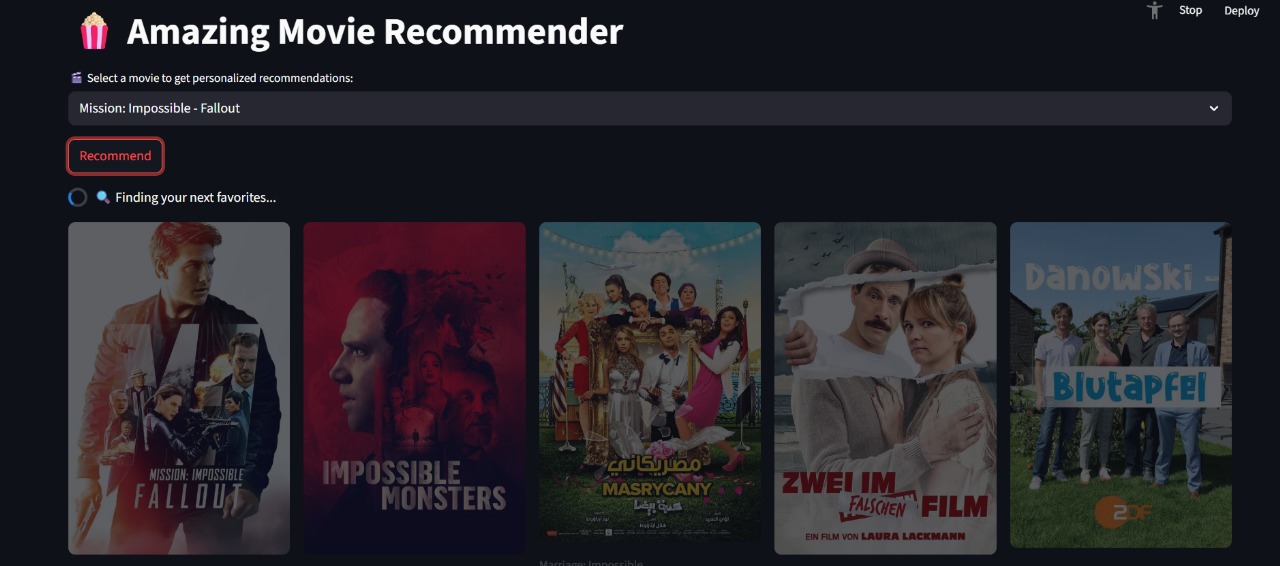 Stop Deploy
Amazing Movie Recommender
Select a movie to get personalized recommendations:
Mission: Impossible - Fallout
Recommend
Finding your next favorites...
MISSION: IMPOSSIBLE
FALLOUT
IMPOSSIBLE
MONSTERS
مصريكاني
MASRYCANY
ZWEI IM
FALSCHEN FILM
EIN FILM VON LAURA LACKMANN
Danowski -
Blutapfel
2DF
Marriage: Impossible